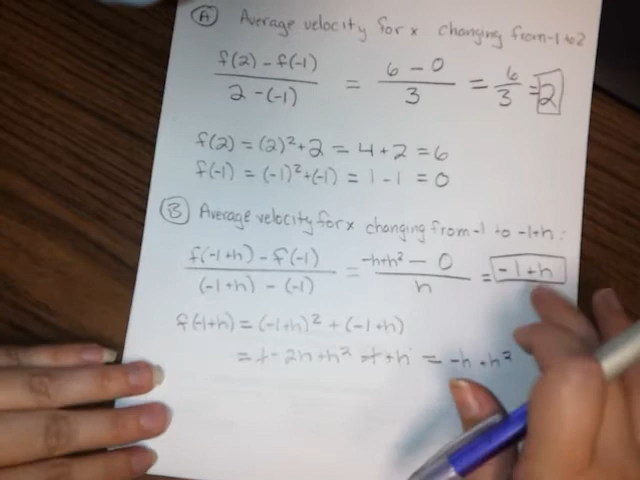 A Average velocity for x changing from -1 to 2
f(2) - f(-1) / 2 - (-1) = 6 - 0 / 3 = 6/3 = 2
f(2) = (2)² + 2 = 4 + 2 = 6
f(-1) = (-1)² + (-1) = 1 - 1 = 0
B Average velocity for x changing from -1 to -1+h:
f(-1+h) - f(-1) / (-1+h) - (-1) = -h+h² - 0 / h = -1+h
f(-1+h) = (-1+h)² + (-1+h)
= 1 - 2h + h² - 1 + h = -h + h²